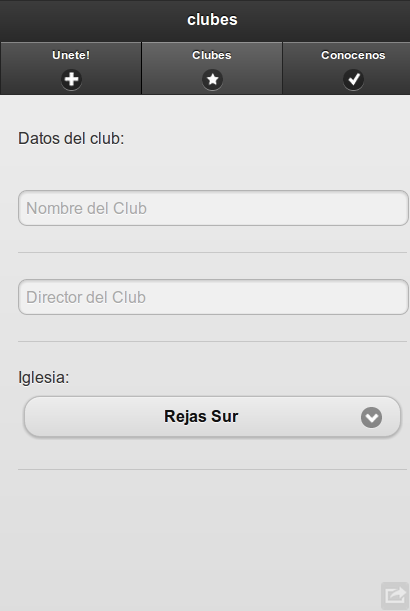 clubes
Unete!
Clubes
Conocenos
Datos del club:
Nombre del Club
Director del Club
Iglesia:
Rejas Sur